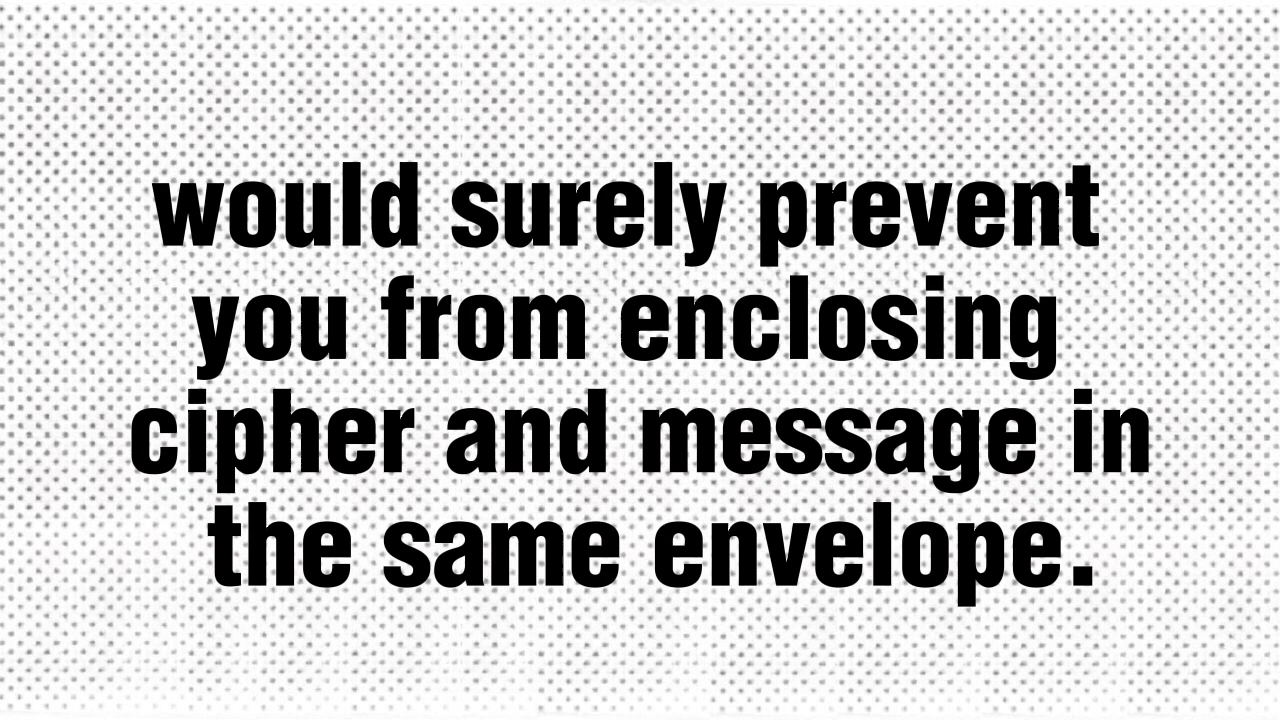 would surely prevent
you from enclosing
cipher and message in
the same envelope.